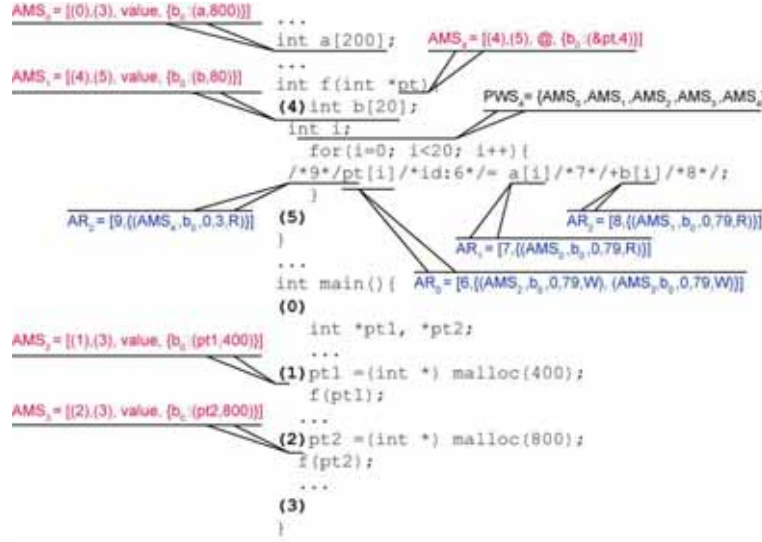 AMS₀ = [(0),(3), value, {b₀:(a,800)}]
...
int a[200];
AMS₄ = [(4),(5), @, {b₀:(&pt,4)}]
...
AMS₁ = [(4),(5), value, {b₀:(b,80)}]
int f(int *pt){
PWS₄ = {AMS₀,AMS₁,AMS₂,AMS₃,AMS₄}
(4)int b[20];
int i;
for(i=0; i<20; i++){
/*9*/pt[i]/*id:6*/= a[i]/*7*/+b[i]/*8*/;
}
AR₃ = [9,{(AMS₄,b₀,0,3,R)}]
(5)
AR₂ = [8,{(AMS₁,b₀,0,79,R)}]
}
AR₁ = [7,{(AMS₀,b₀,0,79,R)}]
...
int main(){
AR₀ = [6,{(AMS₂,b₀,0,79,W), (AMS₃,b₀,0,79,W)}]
(0)
int *pt1, *pt2;
AMS₂ = [(1),(3), value, {b₀:(pt1,400)}]
...
(1)pt1 =(int *) malloc(400);
f(pt1);
AMS₃ = [(2),(3), value, {b₀:(pt2,800)}]
...
(2)pt2 =(int *) malloc(800);
f(pt2);
...
(3)
}